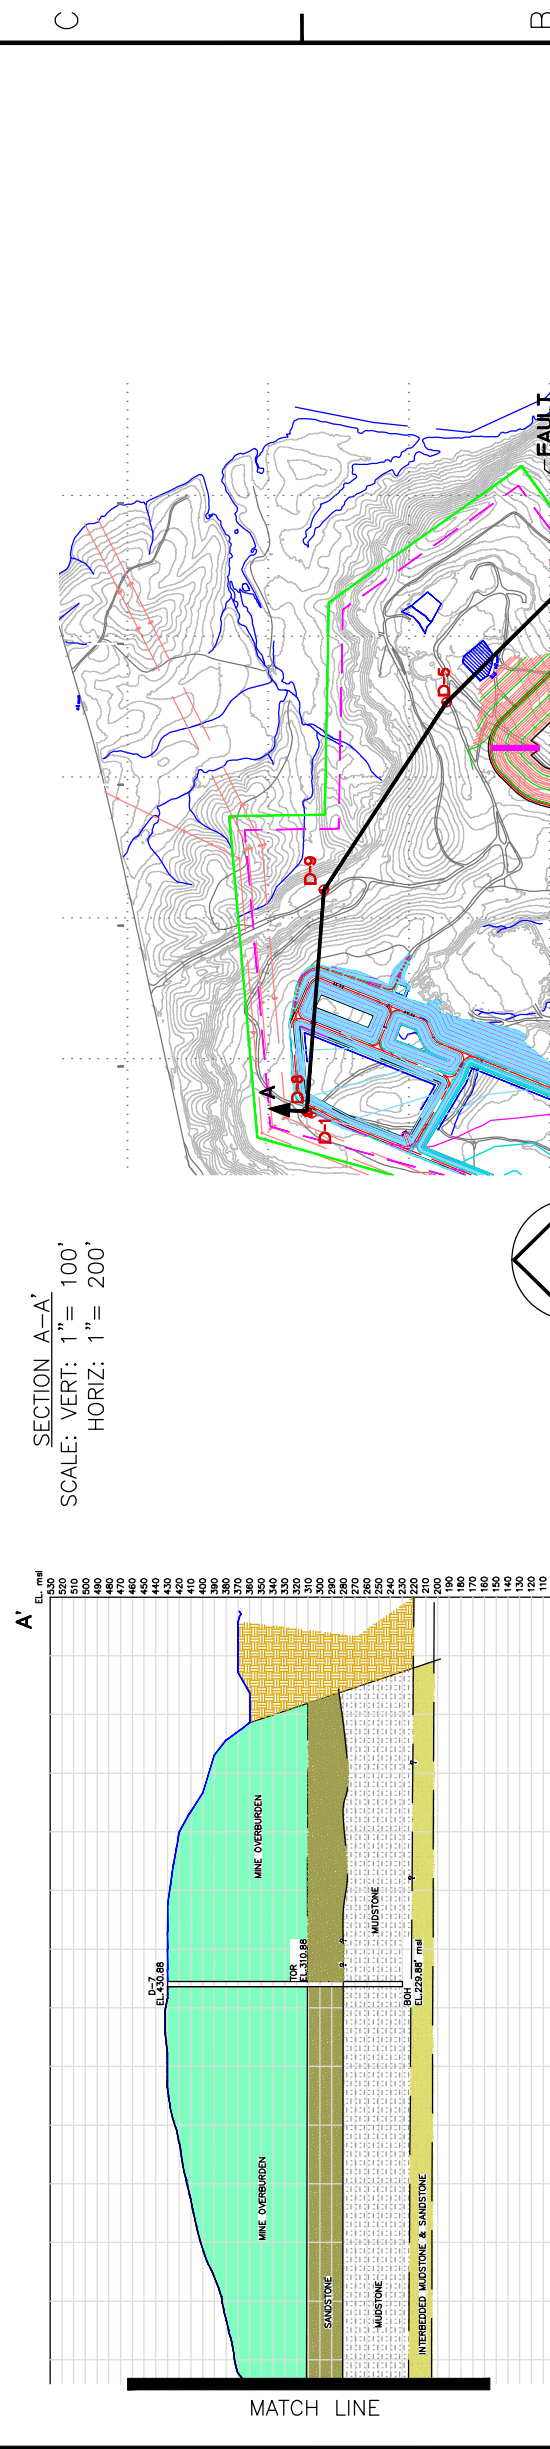 C
B
FAULT
D-5
D-9
A
D-8
D-1
SECTION A-A'
SCALE: VERT: 1"= 100'
HORIZ: 1"= 200'
A'
EL. msl
530
520
510
500
490
480
470
460
450
440
430
420
410
400
390
380
370
360
350
340
330
320
310
300
290
280
270
260
250
240
230
220
210
200
190
180
170
160
150
140
130
120
110
MINE OVERBURDEN
MUDSTONE
?
?
?
?
D-7
EL.430.88
TOR
EL.310.88
BOH
EL.229.88' msl
MINE OVERBURDEN
SANDSTONE
MUDSTONE
INTERBEDDED MUDSTONE & SANDSTONE
MATCH LINE